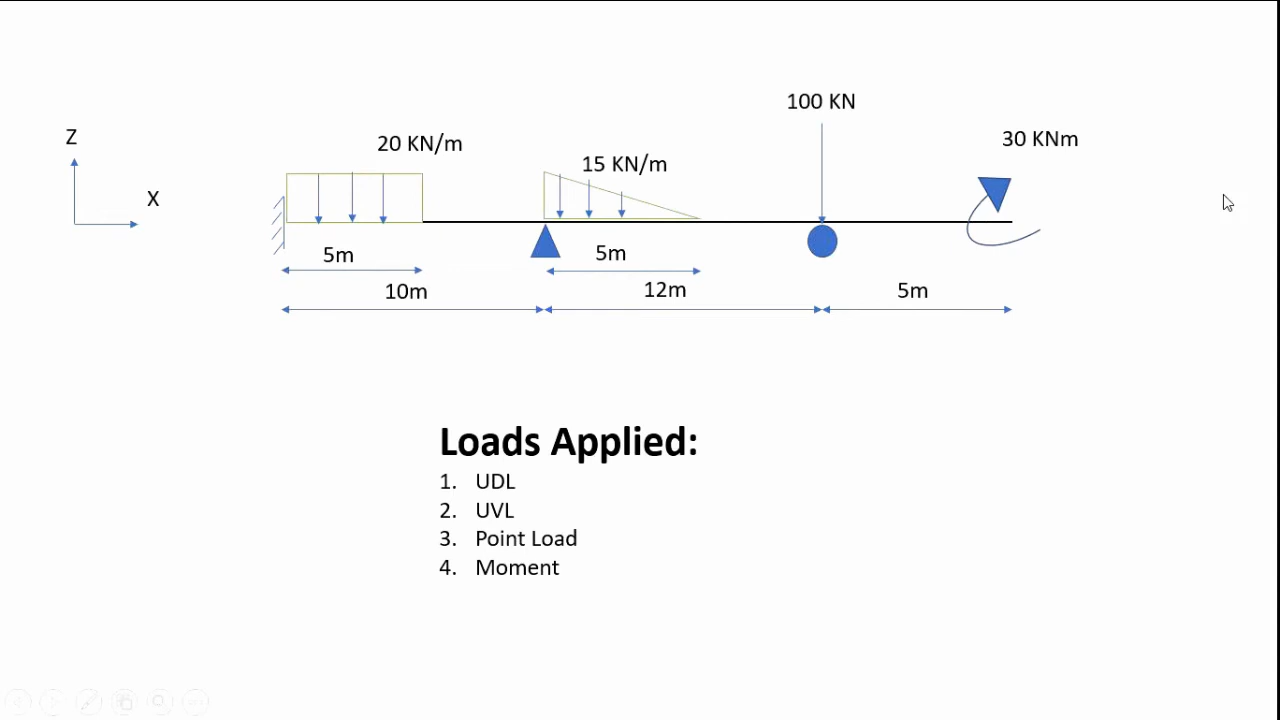 100 KN
Z
20 KN/m
30 KNm
15 KN/m
X
5m
5m
10m
12m
5m
Loads Applied:
1. UDL
2. UVL
3. Point Load
4. Moment